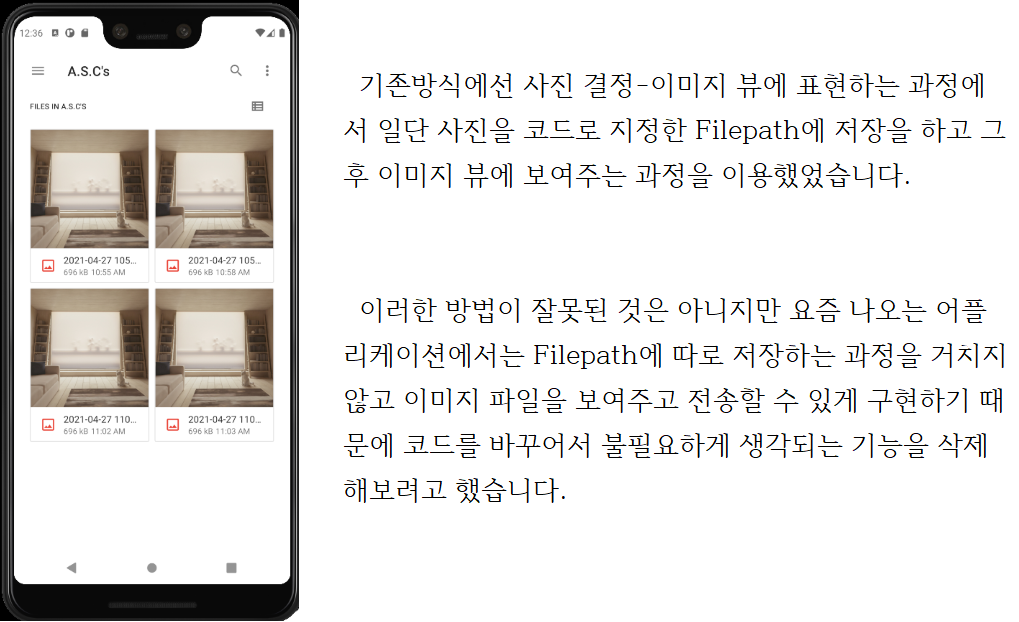 12:36
A.S.C's
FILES IN A.S.C'S
2021-04-27 105...
696 kB 10:55 AM
2021-04-27 105...
696 kB 10:58 AM
2021-04-27 110...
696 kB 11:02 AM
2021-04-27 110...
696 kB 11:03 AM
기존방식에선 사진 결정-이미지 뷰에 표현하는 과정에
서 일단 사진을 코드로 지정한 Filepath에 저장을 하고 그
후 이미지 뷰에 보여주는 과정을 이용했었습니다.
이러한 방법이 잘못된 것은 아니지만 요즘 나오는 어플
리케이션에서는 Filepath에 따로 저장하는 과정을 거치지
않고 이미지 파일을 보여주고 전송할 수 있게 구현하기 때
문에 코드를 바꾸어서 불필요하게 생각되는 기능을 삭제
해보려고 했습니다.